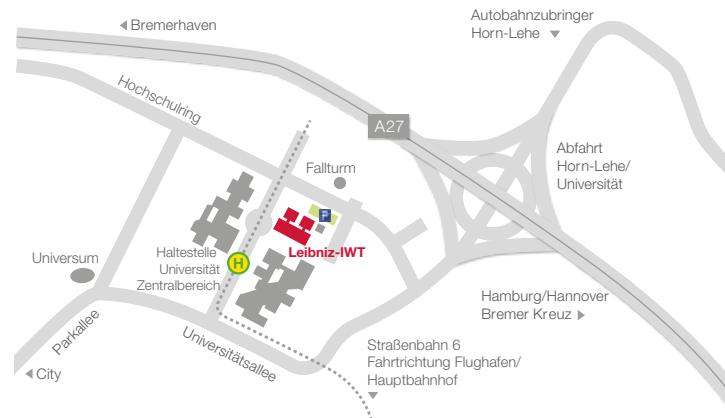 Bremerhaven
Autobahnzubringer
Horn-Lehe
Hochschulring
A27
Fallturm
Abfahrt
Horn-Lehe/
Universität
P
Leibniz-IWT
Haltestelle
Universität
Zentralbereich
H
Universum
Hamburg/Hannover
Bremer Kreuz
Parkallee
Universitätsallee
Straßenbahn 6
Fahrtrichtung Flughafen/
Hauptbahnhof
City